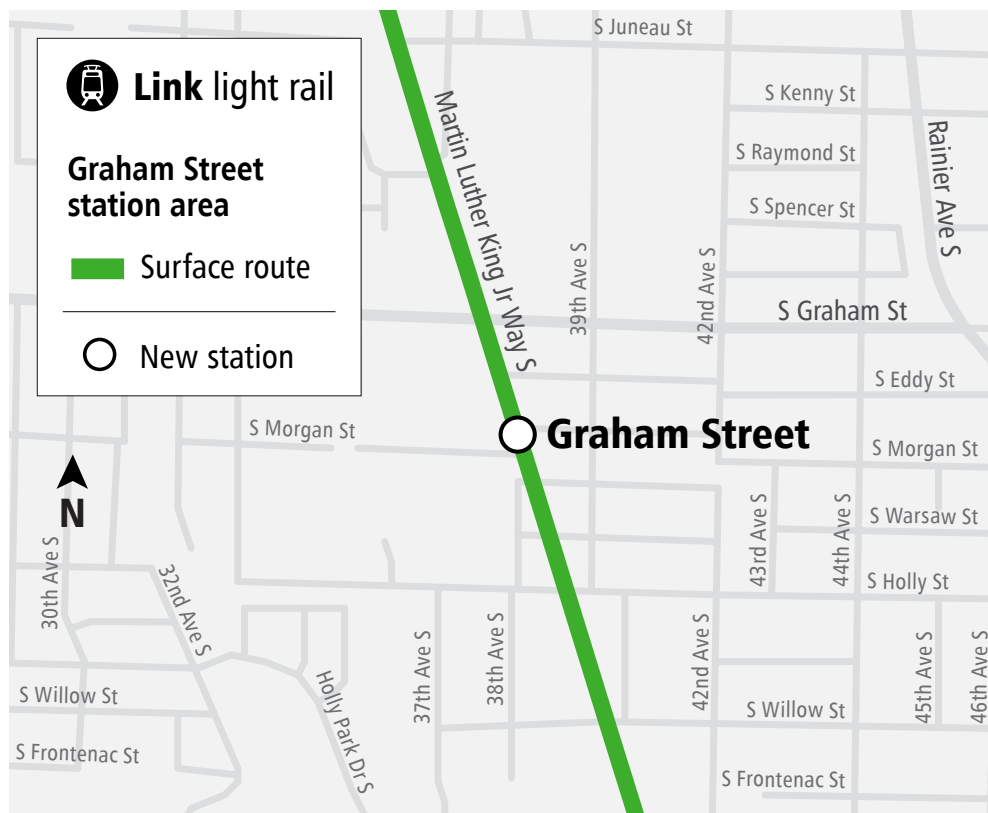 Link light rail
Graham Street
station area
Surface route
New station
N
S Juneau St
S Kenny St
S Raymond St
S Spencer St
Rainier Ave S
Martin Luther King Jr Way S
39th Ave S
42nd Ave S
S Graham St
S Eddy St
S Morgan St
Graham Street
S Morgan St
S Warsaw St
43rd Ave S
44th Ave S
S Holly St
30th Ave S
32nd Ave S
37th Ave S
38th Ave S
42nd Ave S
45th Ave S
46th Ave S
Holly Park Dr S
S Willow St
S Willow St
S Frontenac St
S Frontenac St